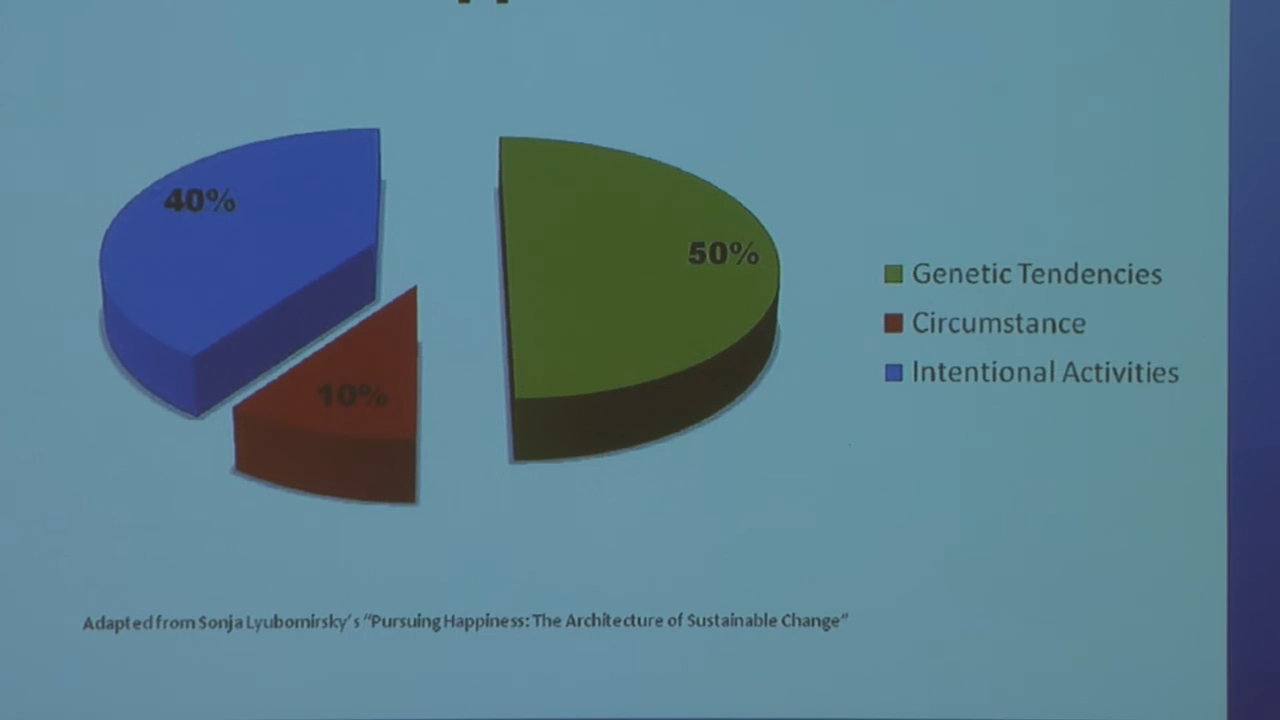 40%
50%
10%
Genetic Tendencies
Circumstance
Intentional Activities
Adapted from Sonja Lyubomirsky's "Pursuing Happiness: The Architecture of Sustainable Change"